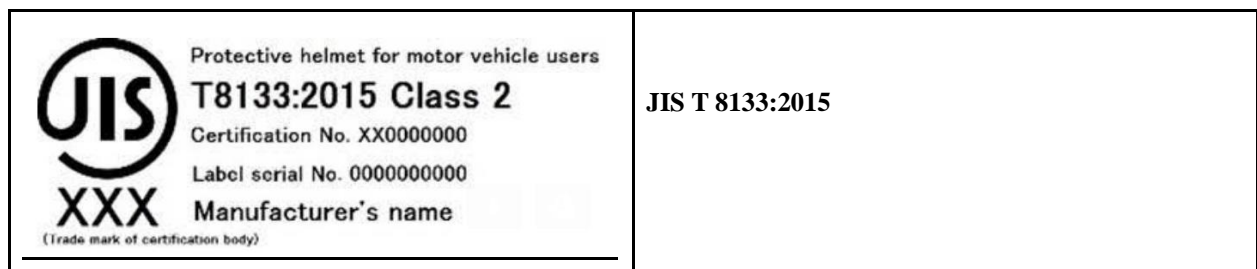 JIS
Protective helmet for motor vehicle users
T8133:2015 Class 2
Certification No. XX0000000
Label serial No. 0000000000
XXX
Manufacturer's name
(Trade mark of certification body)
JIS T 8133:2015